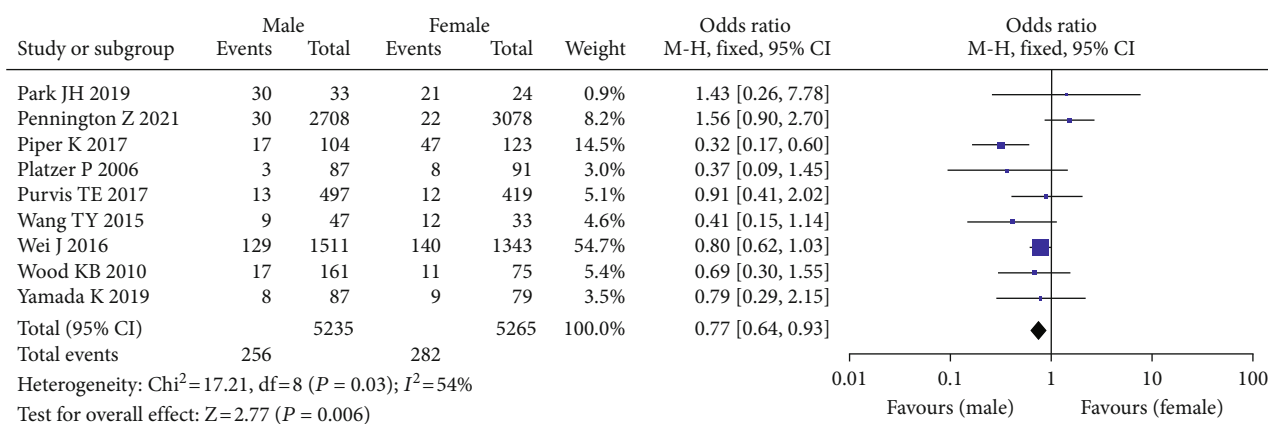 Male Female Odds ratio Odds ratio
Study or subgroup Events Total Events Total Weight M-H, fixed, 95% CI M-H, fixed, 95% CI
Park JH 2019 30 33 21 24 0.9% 1.43 [0.26, 7.78]
Pennington Z 2021 30 2708 22 3078 8.2% 1.56 [0.90, 2.70]
Piper K 2017 17 104 47 123 14.5% 0.32 [0.17, 0.60]
Platzer P 2006 3 87 8 91 3.0% 0.37 [0.09, 1.45]
Purvis TE 2017 13 497 12 419 5.1% 0.91 [0.41, 2.02]
Wang TY 2015 9 47 12 33 4.6% 0.41 [0.15, 1.14]
Wei J 2016 129 1511 140 1343 54.7% 0.80 [0.62, 1.03]
Wood KB 2010 17 161 11 75 5.4% 0.69 [0.30, 1.55]
Yamada K 2019 8 87 9 79 3.5% 0.79 [0.29, 2.15]
Total (95% CI) 5235 5265 100.0% 0.77 [0.64, 0.93]
Total events 256 282
Heterogeneity: Chi²=17.21, df=8 (P = 0.03); I²=54%
Test for overall effect: Z=2.77 (P = 0.006)
0.01 0.1 1 10 100
Favours (male) Favours (female)